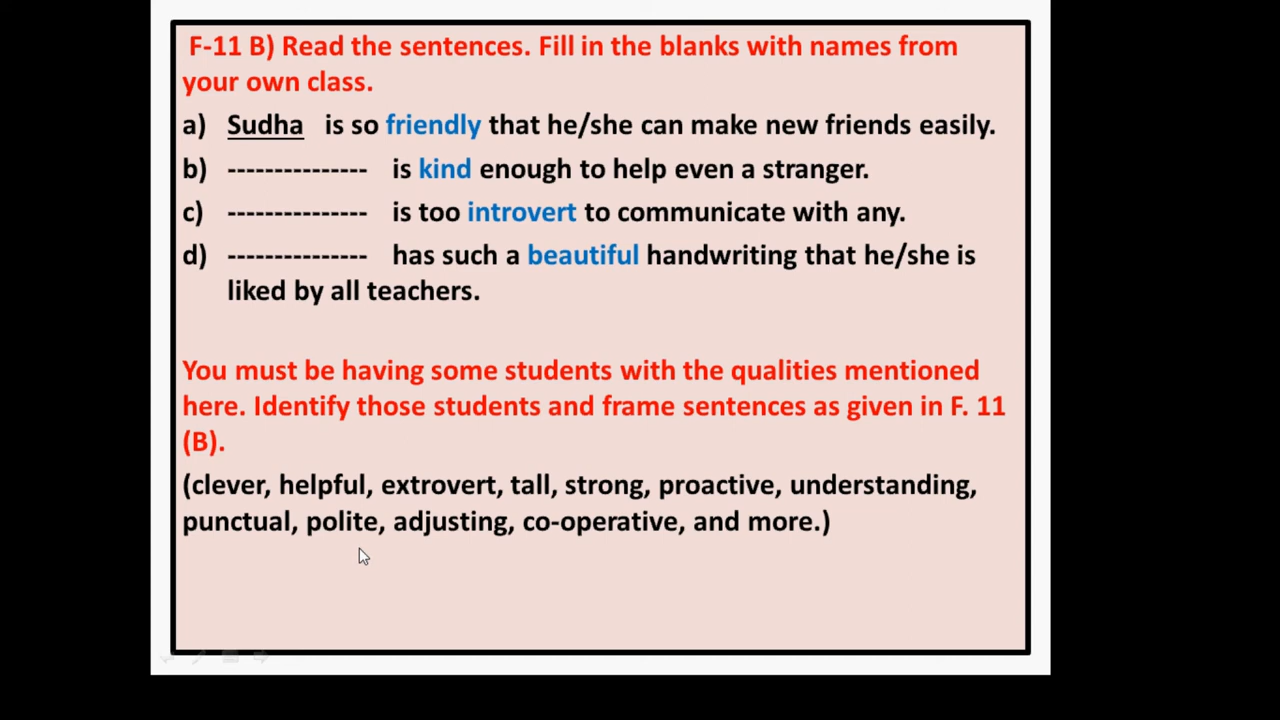 F-11 B) Read the sentences. Fill in the blanks with names from
your own class.
a) Sudha is so friendly that he/she can make new friends easily.
b) --------------- is kind enough to help even a stranger.
c) --------------- is too introvert to communicate with any.
d) --------------- has such a beautiful handwriting that he/she is
liked by all teachers.
You must be having some students with the qualities mentioned
here. Identify those students and frame sentences as given in F. 11
(B).
(clever, helpful, extrovert, tall, strong, proactive, understanding,
punctual, polite, adjusting, co-operative, and more.)